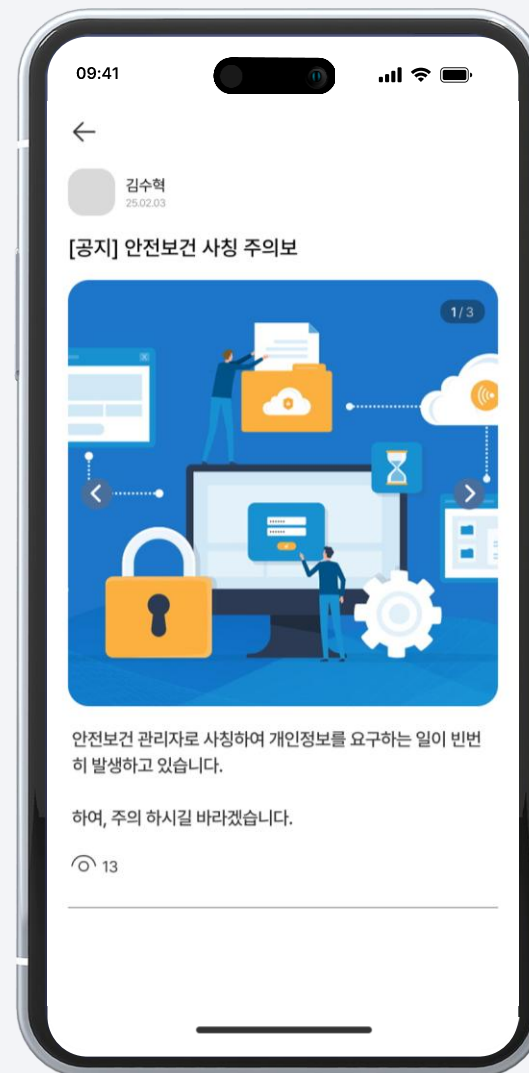 09:41
김수혁
25.02.03
[공지] 안전보건 사칭 주의보
1/3
안전보건 관리자로 사칭하여 개인정보를 요구하는 일이 빈번
히 발생하고 있습니다.
하여, 주의 하시길 바라겠습니다.
13